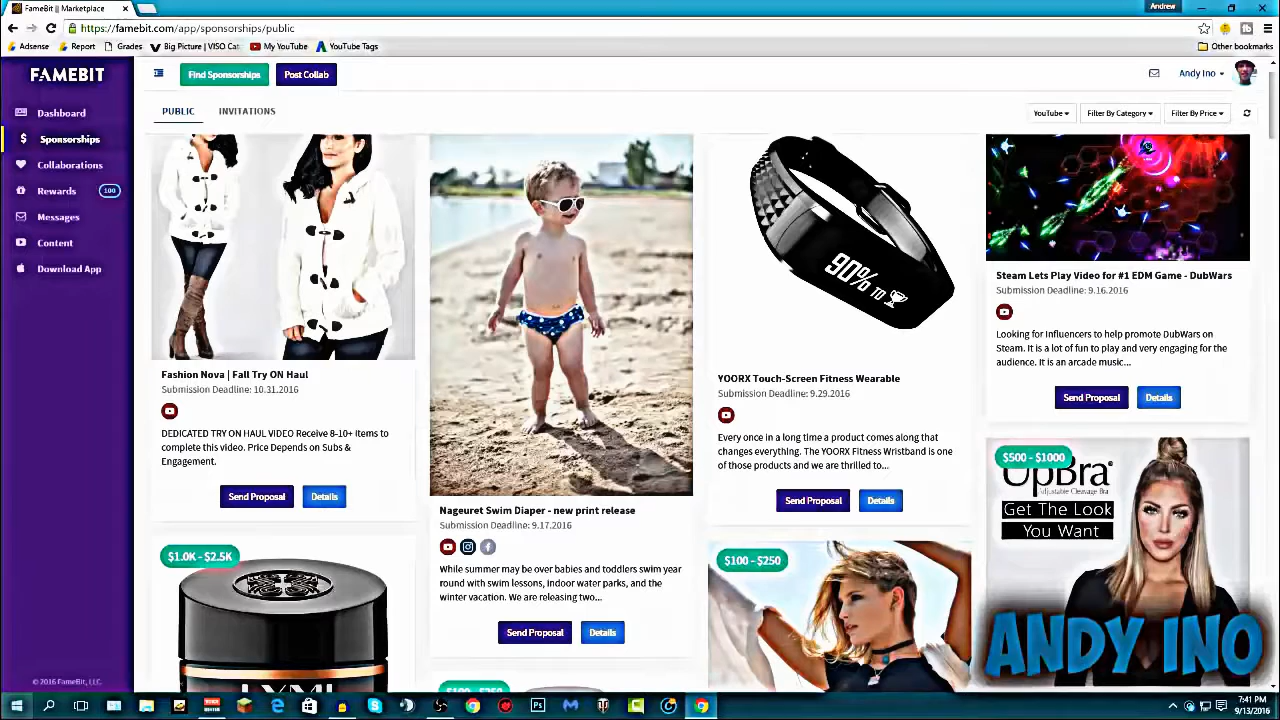 FameBit || Marketplace
Andrew
https://famebit.com/app/sponsorships/public
Adsense
Report
Grades
Big Picture | VISO Cat
My YouTube
YouTube Tags
Other bookmarks
FAMEBIT
Find Sponsorships
Post Collab
Andy Ino
Dashboard
Sponsorships
Collaborations
Rewards
100
Messages
Content
Download App
© 2016 FameBit, LLC.
PUBLIC
INVITATIONS
YouTube
Filter By Category
Filter By Price
Fashion Nova | Fall Try ON Haul
Submission Deadline: 10.31.2016
DEDICATED TRY ON HAUL VIDEO Receive 8-10+ Items to
complete this video. Price Depends on Subs &
Engagement.
Send Proposal
Details
$1.0K - $2.5K
Nageuret Swim Diaper - new print release
Submission Deadline: 9.17.2016
While summer may be over babies and toddlers swim year
round with swim lessons, indoor water parks, and the
winter vacation. We are releasing two...
Send Proposal
Details
$100 - $250
90% TO
YOORX Touch-Screen Fitness Wearable
Submission Deadline: 9.29.2016
Every once in a long time a product comes along that
changes everything. The YOORX Fitness Wristband is one
of those products and we are thrilled to...
Send Proposal
Details
$100 - $250
Steam Lets Play Video for #1 EDM Game - DubWars
Submission Deadline: 9.16.2016
Looking for Influencers to help promote DubWars on
Steam. It is a lot of fun to play and very engaging for the
audience. It is an arcade music...
Send Proposal
Details
$500 - $1000
UpBra
Adjustable Cleavage Bra
Get The Look
You Want
ANDY INO
7:41 PM
9/13/2016